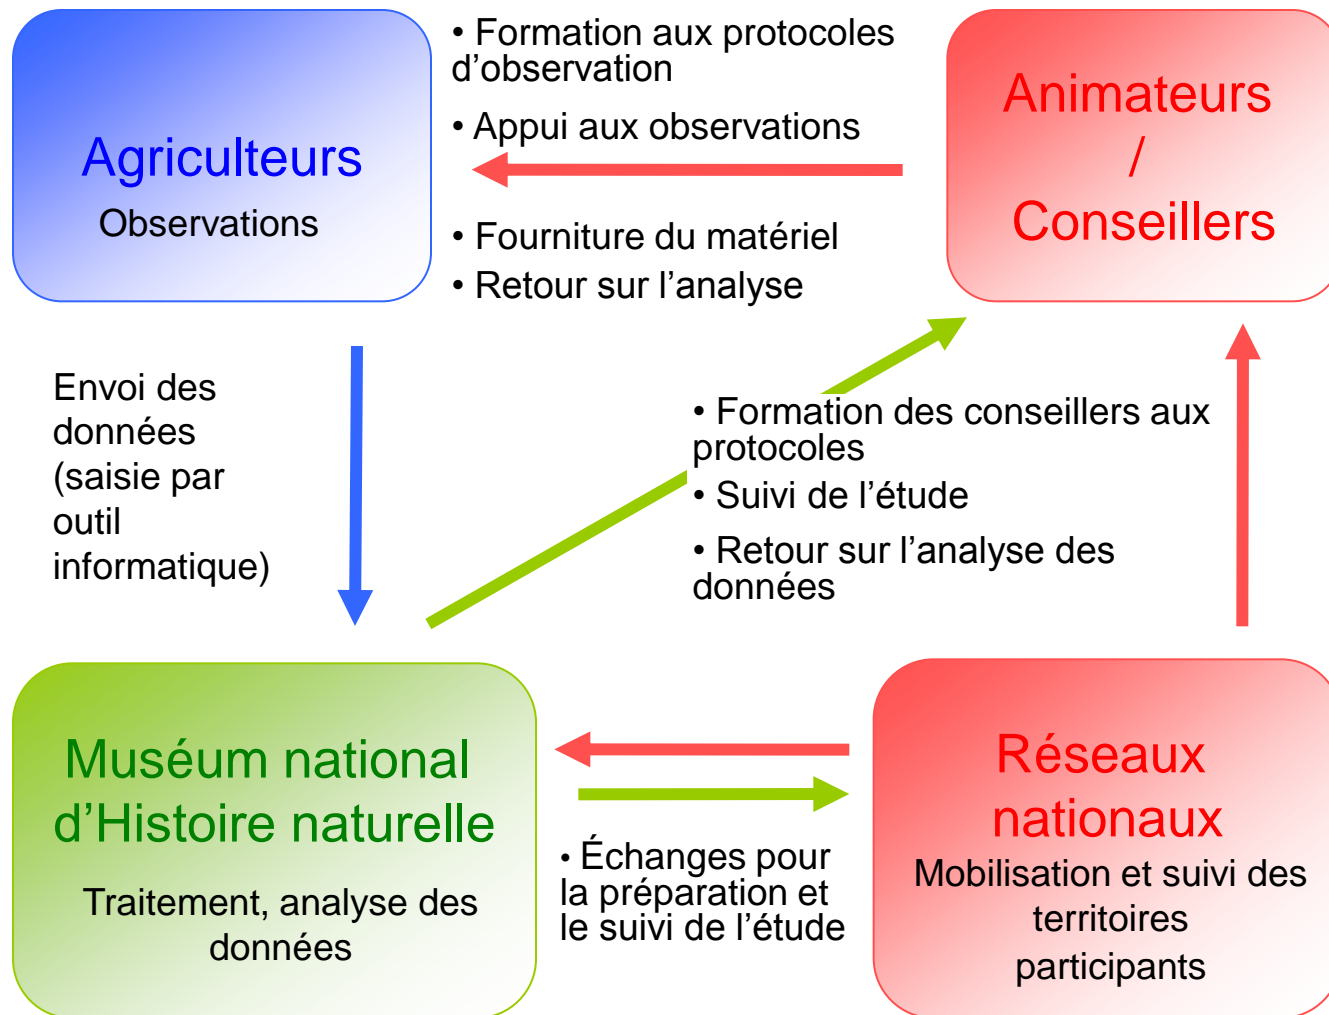 Agriculteurs
Observations
• Formation aux protocoles
d’observation
• Appui aux observations
• Fourniture du matériel
• Retour sur l’analyse
Animateurs
/
Conseillers
Envoi des
données
(saisie par
outil
informatique)
• Formation des conseillers aux
protocoles
• Suivi de l’étude
• Retour sur l’analyse des
données
Muséum national
d’Histoire naturelle
Traitement, analyse des
données
• Échanges pour
la préparation et
le suivi de l’étude
Réseaux
nationaux
Mobilisation et suivi des
territoires
participants